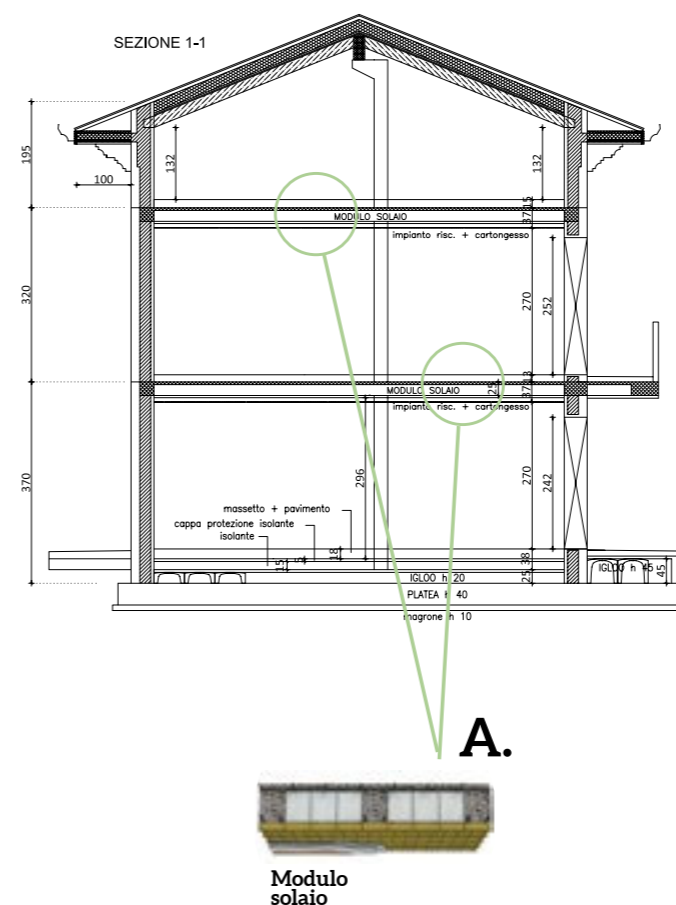 SEZIONE 1-1
195
132
132
100
15
MODULO SOLAIO
37
impianto risc. + cartongesso
320
270
252
13
MODULO SOLAIO
25
37
impianto risc. + cartongesso
370
296
270
242
massetto + pavimento
cappa protezione isolante
isolante
18
5
15
38
25
IGLOO h 20
IGLOO h 45
45
PLATEA h 40
magrone h 10
A.
Modulo
solaio